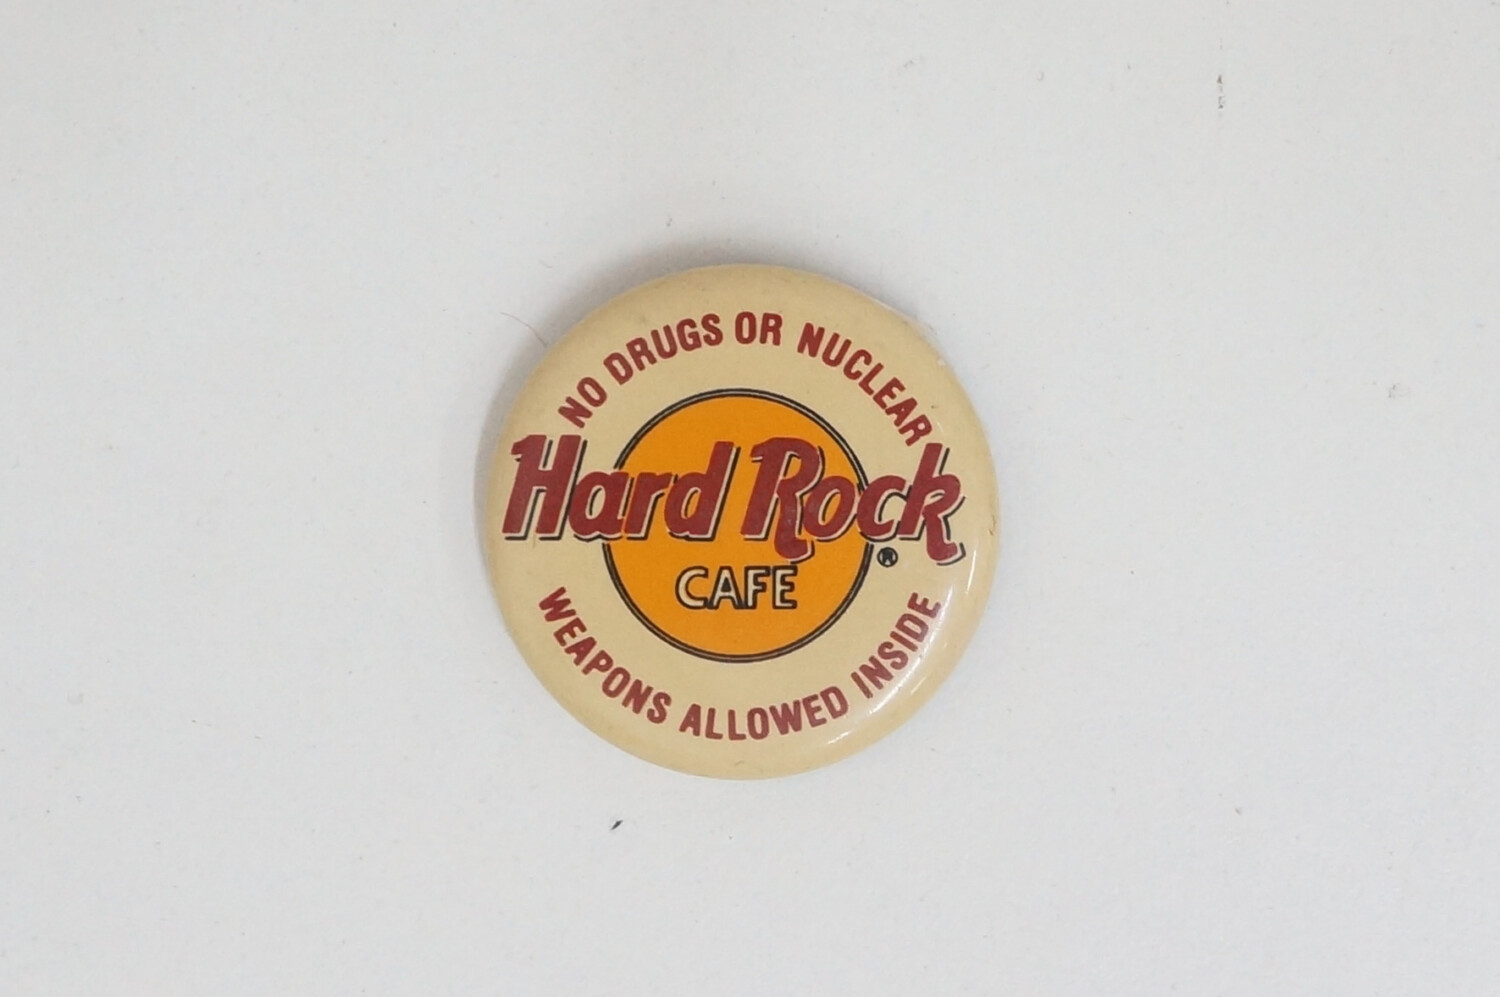 NO DRUGS OR NUCLEAR
Hard Rock
®
CAFE
WEAPONS ALLOWED INSIDE